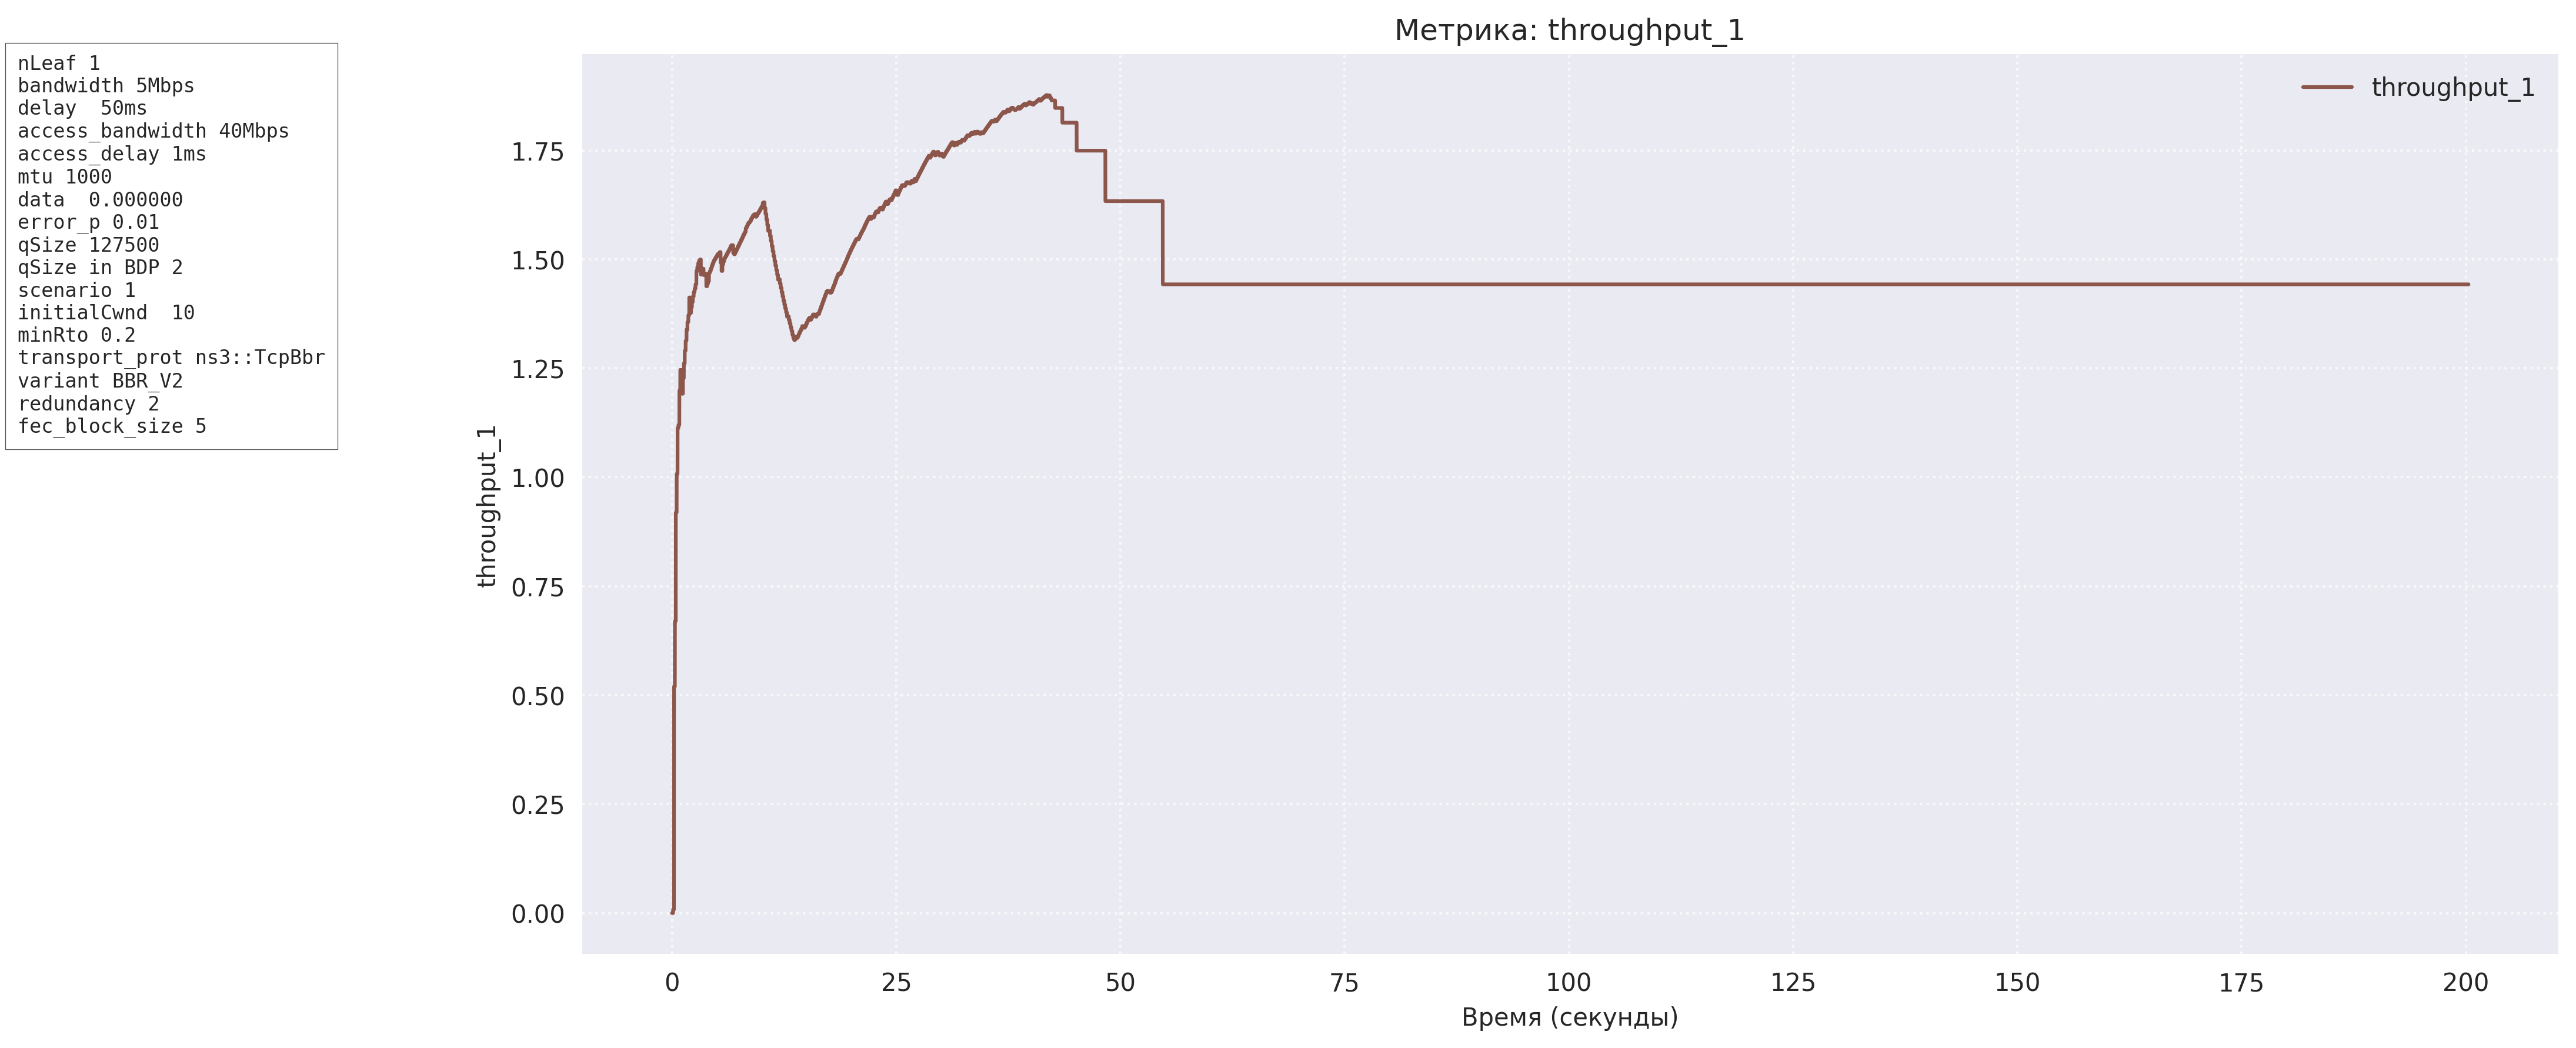 Метрика: throughput_1
nLeaf 1
bandwidth 5Mbps
delay  50ms
access_bandwidth 40Mbps
access_delay 1ms
mtu 1000
data  0.000000
error_p 0.01
qSize 127500
qSize in BDP 2
scenario 1
initialCwnd  10
minRto 0.2
transport_prot ns3::TcpBbr
variant BBR_V2
redundancy 2
fec_block_size 5
throughput_1
throughput_1
1.75
1.50
1.25
1.00
0.75
0.50
0.25
0.00
0 25 50 75 100 125 150 175 200
Время (секунды)